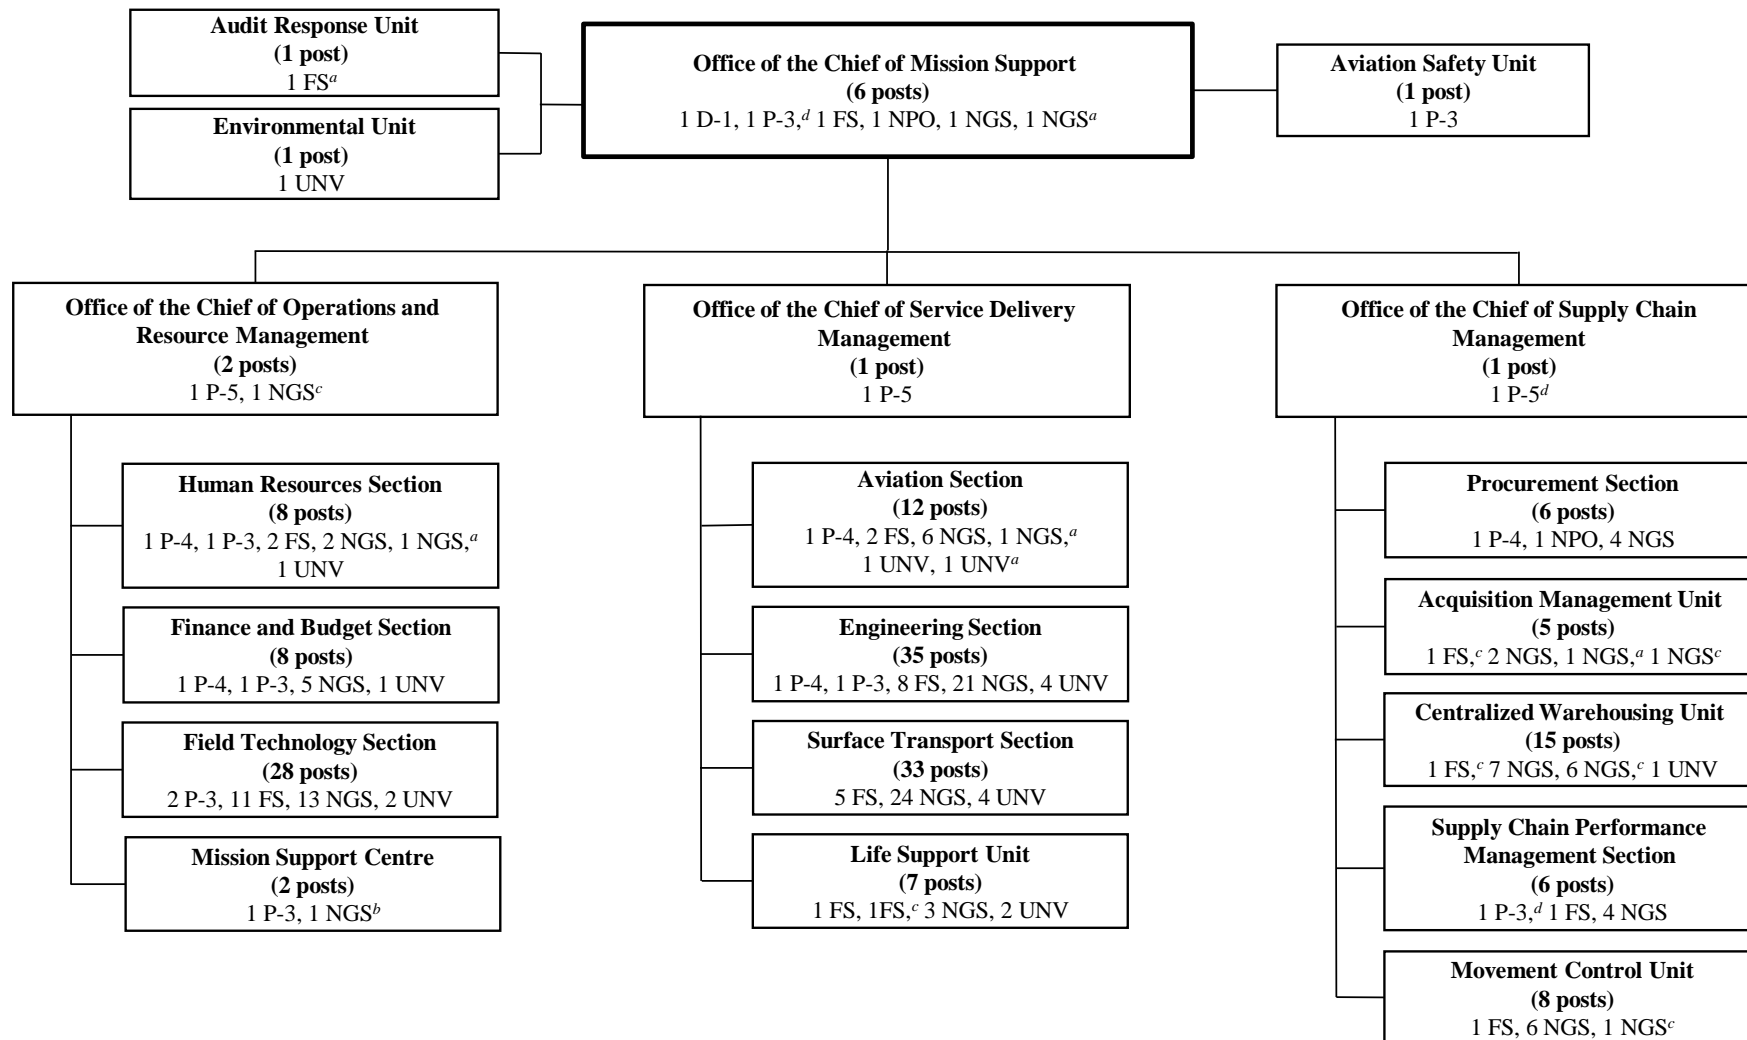 Audit Response Unit
(1 post)
1 FSᵃ
Environmental Unit
(1 post)
1 UNV
Office of the Chief of Mission Support
(6 posts)
1 D-1, 1 P-3,ᵈ 1 FS, 1 NPO, 1 NGS, 1 NGSᵃ
Aviation Safety Unit
(1 post)
1 P-3
Office of the Chief of Operations and
Resource Management
(2 posts)
1 P-5, 1 NGSᶜ
Human Resources Section
(8 posts)
1 P-4, 1 P-3, 2 FS, 2 NGS, 1 NGS,ᵃ
1 UNV
Finance and Budget Section
(8 posts)
1 P-4, 1 P-3, 5 NGS, 1 UNV
Field Technology Section
(28 posts)
2 P-3, 11 FS, 13 NGS, 2 UNV
Mission Support Centre
(2 posts)
1 P-3, 1 NGSᵇ
Office of the Chief of Service Delivery
Management
(1 post)
1 P-5
Aviation Section
(12 posts)
1 P-4, 2 FS, 6 NGS, 1 NGS,ᵃ
1 UNV, 1 UNVᵃ
Engineering Section
(35 posts)
1 P-4, 1 P-3, 8 FS, 21 NGS, 4 UNV
Surface Transport Section
(33 posts)
5 FS, 24 NGS, 4 UNV
Life Support Unit
(7 posts)
1 FS, 1FS,ᶜ 3 NGS, 2 UNV
Office of the Chief of Supply Chain
Management
(1 post)
1 P-5ᵈ
Procurement Section
(6 posts)
1 P-4, 1 NPO, 4 NGS
Acquisition Management Unit
(5 posts)
1 FS,ᶜ 2 NGS, 1 NGS,ᵃ 1 NGSᶜ
Centralized Warehousing Unit
(15 posts)
1 FS,ᶜ 7 NGS, 6 NGS,ᶜ 1 UNV
Supply Chain Performance
Management Section
(6 posts)
1 P-3,ᵈ 1 FS, 4 NGS
Movement Control Unit
(8 posts)
1 FS, 6 NGS, 1 NGSᶜ